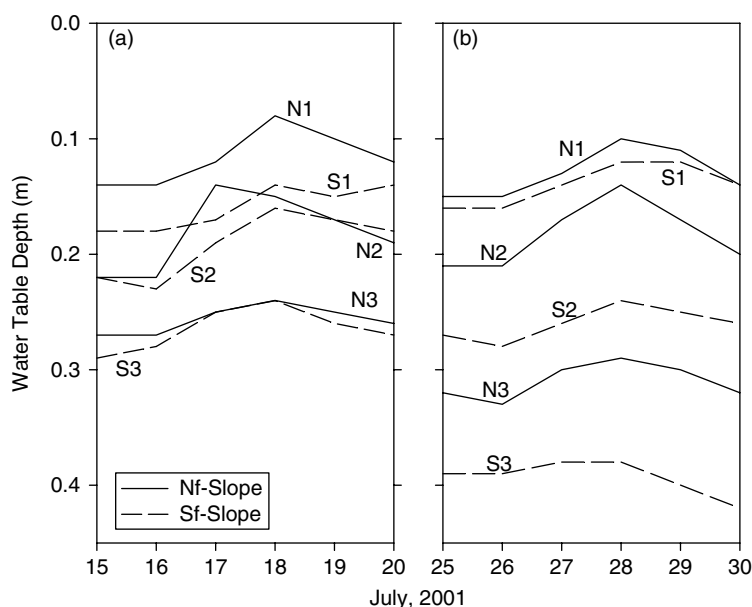 0.0
0.1
0.2
0.3
0.4
Water Table Depth (m)
(a)
N1
S1
S2
N2
N3
S3
Nf-Slope
Sf-Slope
15 16 17 18 19 20
(b)
N1
S1
N2
S2
N3
S3
25 26 27 28 29 30
July, 2001